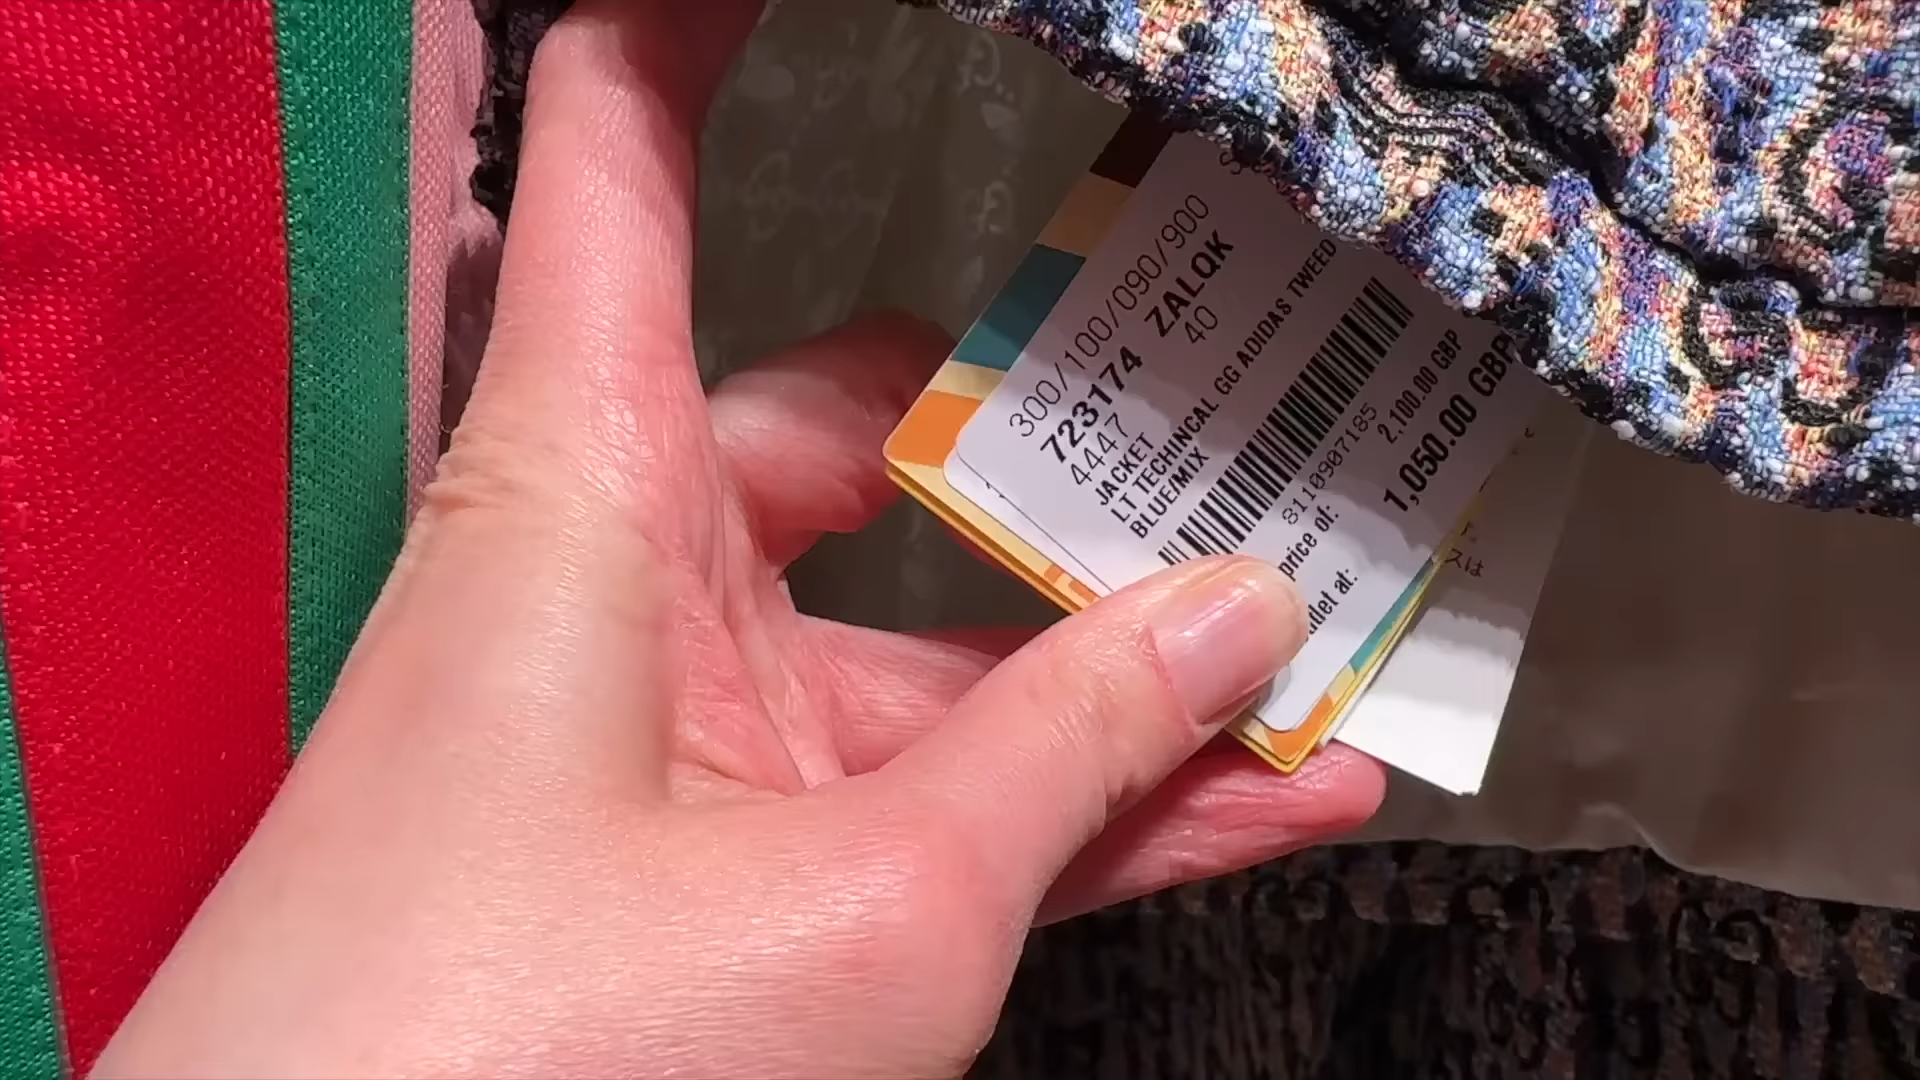 300/100/090/900
723174 ZALQK
4447 40
JACKET
LT TECHINCAL GG ADIDAS TWEED
BLUE/MIX
8110907185
price of: 2,100.00 GBP
at: 1,050.00 GBP
スは